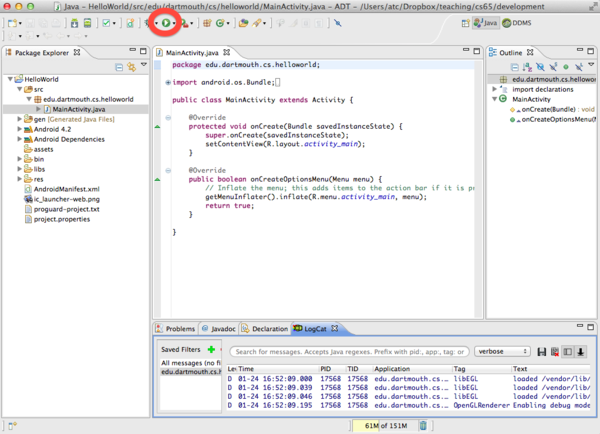 Java – HelloWorld/src/edu/dartmouth/cs/helloworld/MainActivity.java – ADT – /Users/atc/Dropbox/teaching/cs65/development
Java
DDMS
Package Explorer
HelloWorld
src
edu.dartmouth.cs.helloworld
MainActivity.java
gen [Generated Java Files]
Android 4.2
Android Dependencies
assets
bin
libs
res
AndroidManifest.xml
ic_launcher-web.png
proguard-project.txt
project.properties
MainActivity.java
package edu.dartmouth.cs.helloworld;
import android.os.Bundle;
public class MainActivity extends Activity {
@Override
protected void onCreate(Bundle savedInstanceState) {
super.onCreate(savedInstanceState);
setContentView(R.layout.activity_main);
}
@Override
public boolean onCreateOptionsMenu(Menu menu) {
// Inflate the menu; this adds items to the action bar if it is p
getMenuInflater().inflate(R.menu.activity_main, menu);
return true;
}
}
Outline
edu.dartmouth.cs.hellowo
import declarations
MainActivity
onCreate(Bundle) : void
onCreateOptionsMenu(
Problems
Javadoc
Declaration
LogCat
Saved Filters
All messages (no fi
edu.dartmouth.cs.
Search for messages. Accepts Java regexes. Prefix with pid:, app:, tag: or
verbose
Time PID TID Application Tag Text
D 01-24 16:52:09.000 17568 17568 edu.dartmouth.cs.... libEGL loaded /vendor/lib/
D 01-24 16:52:09.039 17568 17568 edu.dartmouth.cs.... libEGL loaded /vendor/lib/
D 01-24 16:52:09.046 17568 17568 edu.dartmouth.cs.... libEGL loaded /vendor/lib/
D 01-24 16:52:09.195 17568 17568 edu.dartmouth.cs.... OpenGLRenderer Enabling debug mode
61M of 151M